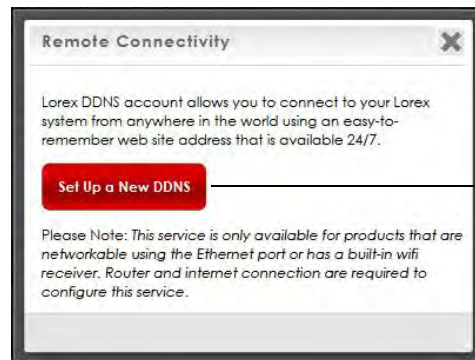 Remote Connectivity
Lorex DDNS account allows you to connect to your Lorex
system from anywhere in the world using an easy-to-
remember web site address that is available 24/7.
Set Up a New DDNS
Please Note: This service is only available for products that are
networkable using the Ethernet port or has a built-in wifi
receiver. Router and internet connection are required to
configure this service.